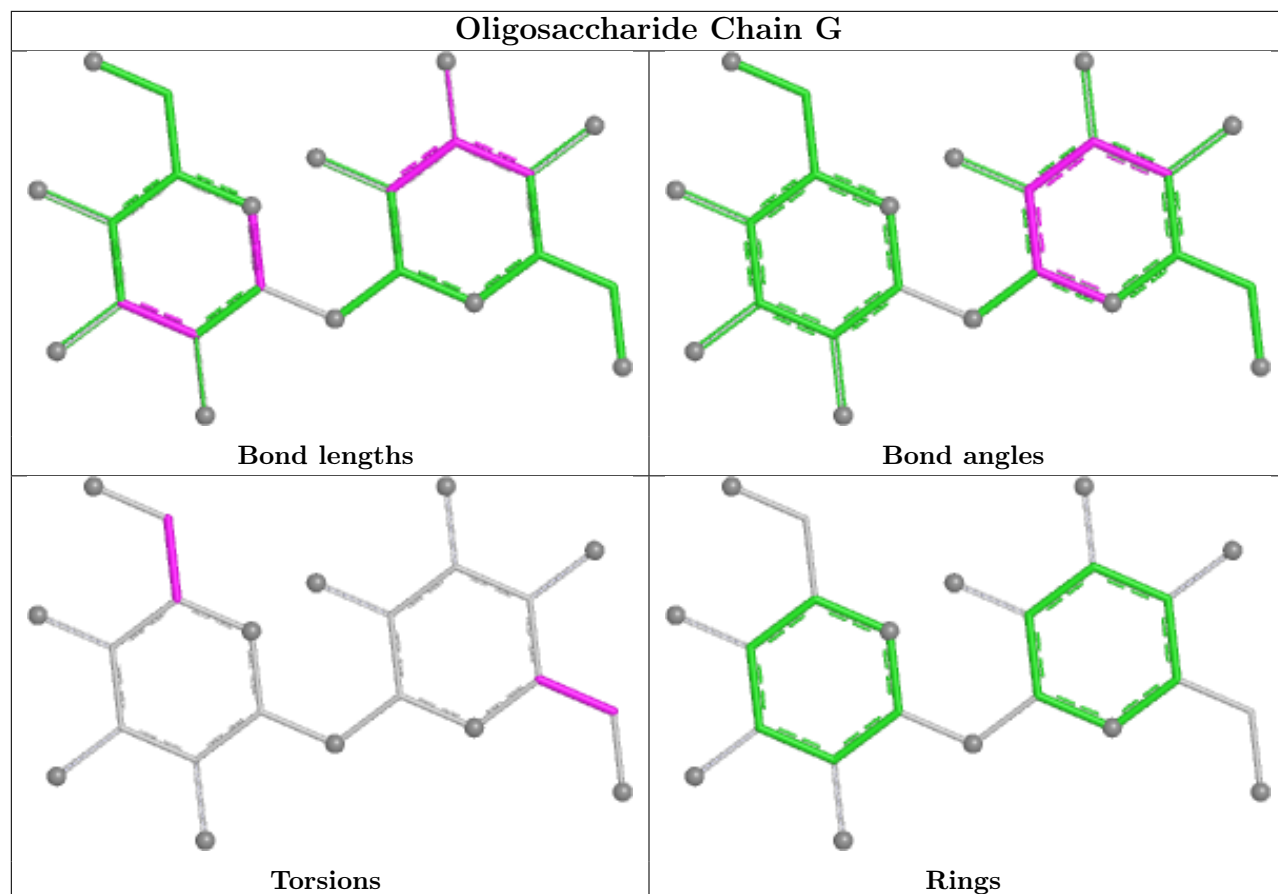 Oligosaccharide Chain G
Bond lengths
Bond angles
Torsions
Rings